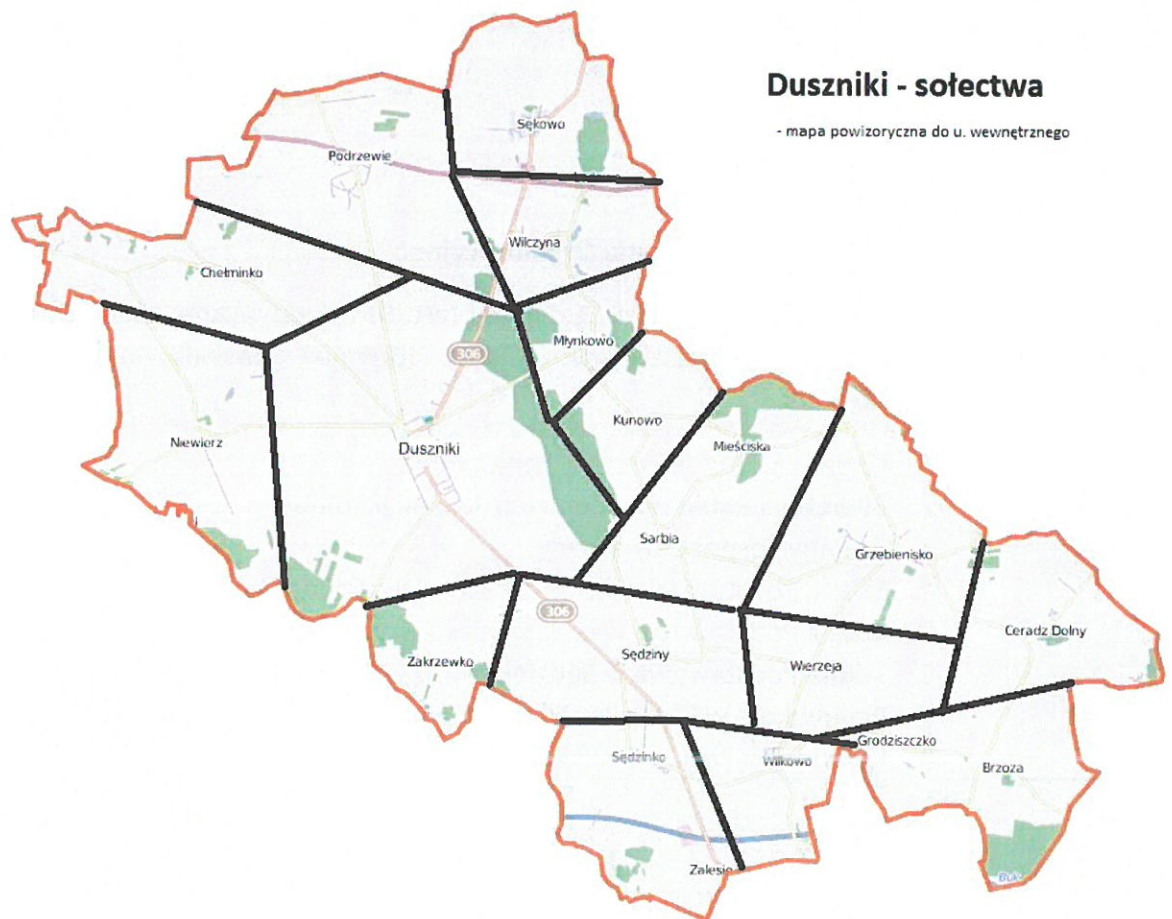 Duszniki - sołectwa
- mapa powizoryczna do u. wewnętrznego
Sękowo
Podrzewie
Wilczyna
Chełminko
Młynkowo
306
Kunowo
Niewierz
Duszniki
Mieściska
Sarbia
Grzebienisko
306
Ceradz Dolny
Zakrzewko
Sędziny
Wierzeja
Grodziszczko
Sędzinko
Wilkowo
Brzoza
Zalesie
Buk